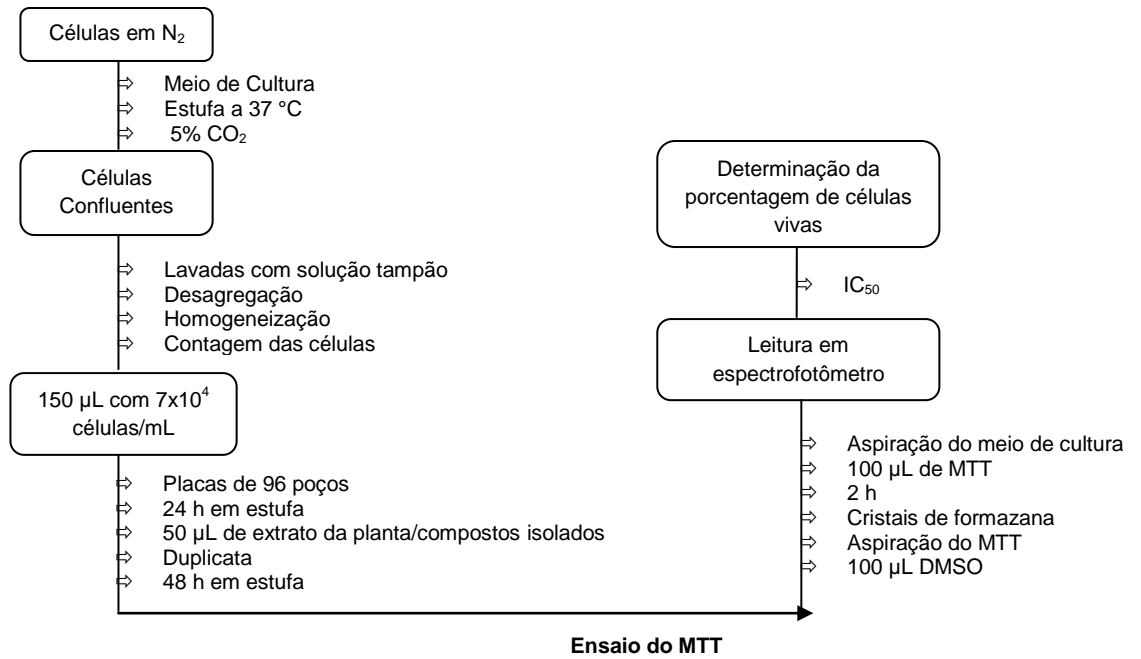 Células em N₂
⇨ Meio de Cultura
⇨ Estufa a 37 °C
⇨ 5% CO₂
Células
Confluentes
⇨ Lavadas com solução tampão
⇨ Desagregação
⇨ Homogeneização
⇨ Contagem das células
150 µL com 7x10⁴
células/mL
⇨ Placas de 96 poços
⇨ 24 h em estufa
⇨ 50 µL de extrato da planta/compostos isolados
⇨ Duplicata
⇨ 48 h em estufa
Ensaio do MTT
Determinação da
porcentagem de células
vivas
⇨ IC₅₀
Leitura em
espectrofotômetro
⇨ Aspiração do meio de cultura
⇨ 100 µL de MTT
⇨ 2 h
⇨ Cristais de formazana
⇨ Aspiração do MTT
⇨ 100 µL DMSO